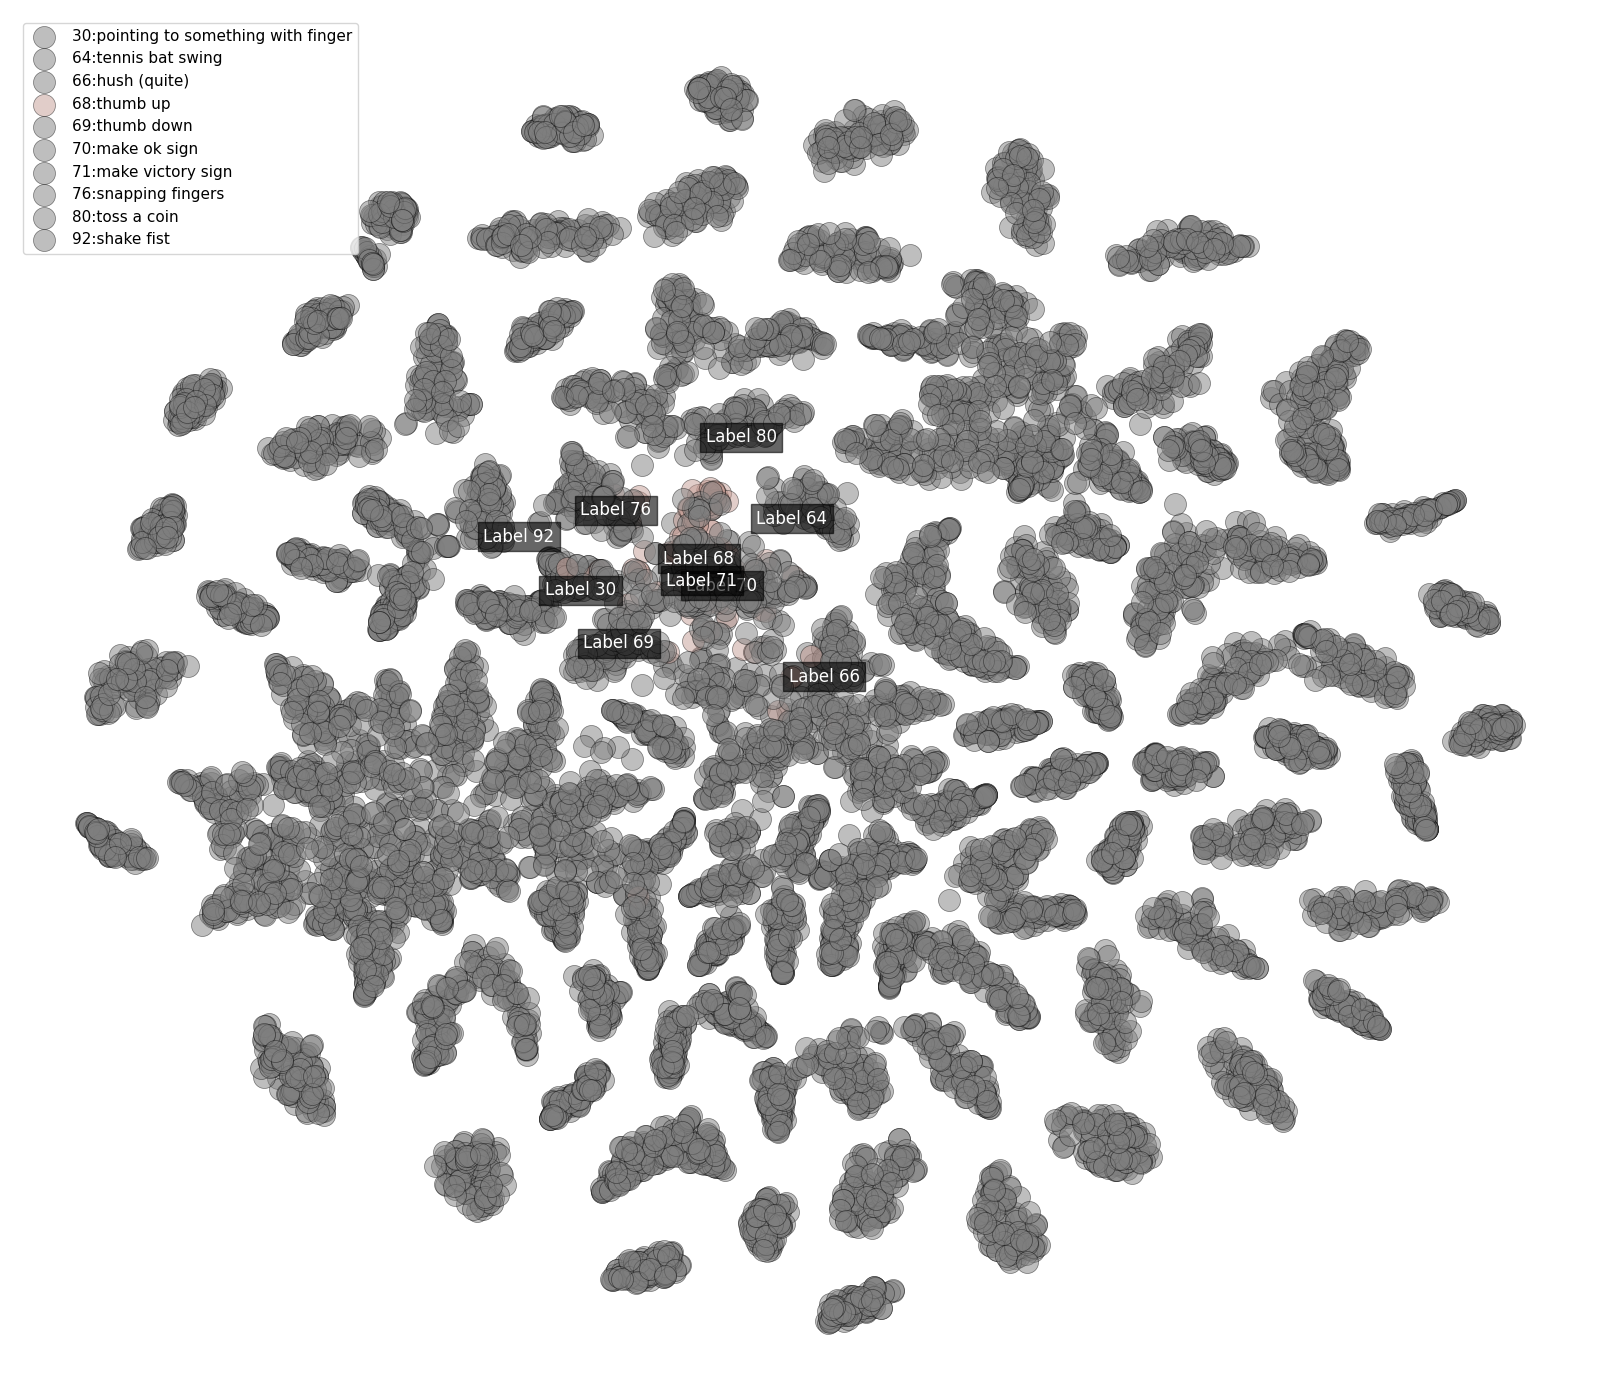 30:pointing to something with finger
64:tennis bat swing
66:hush (quite)
68:thumb up
69:thumb down
70:make ok sign
71:make victory sign
76:snapping fingers
80:toss a coin
92:shake fist
Label 80
Label 76
Label 64
Label 92
Label 68
Label 71
Label 70
Label 30
Label 69
Label 66